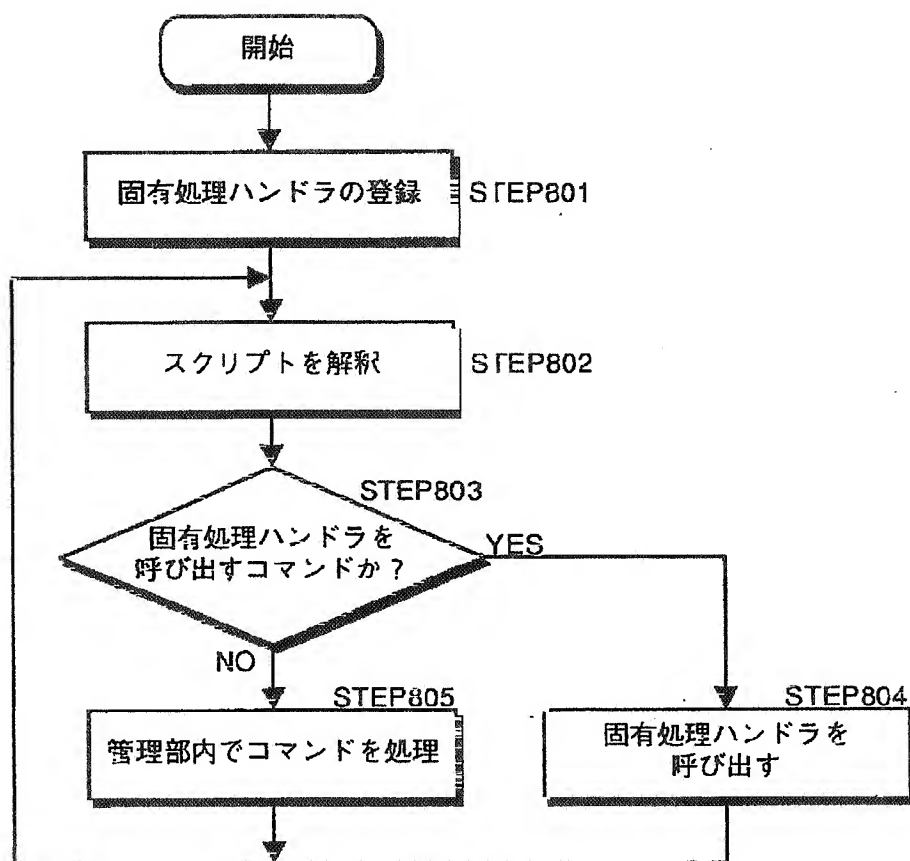 開始
固有処理ハンドラの登録
STEP801
スクリプトを解釈
STEP802
STEP803
固有処理ハンドラを
呼び出すコマンドか？
YES
NO
STEP805
管理部内でコマンドを処理
STEP804
固有処理ハンドラを
呼び出す